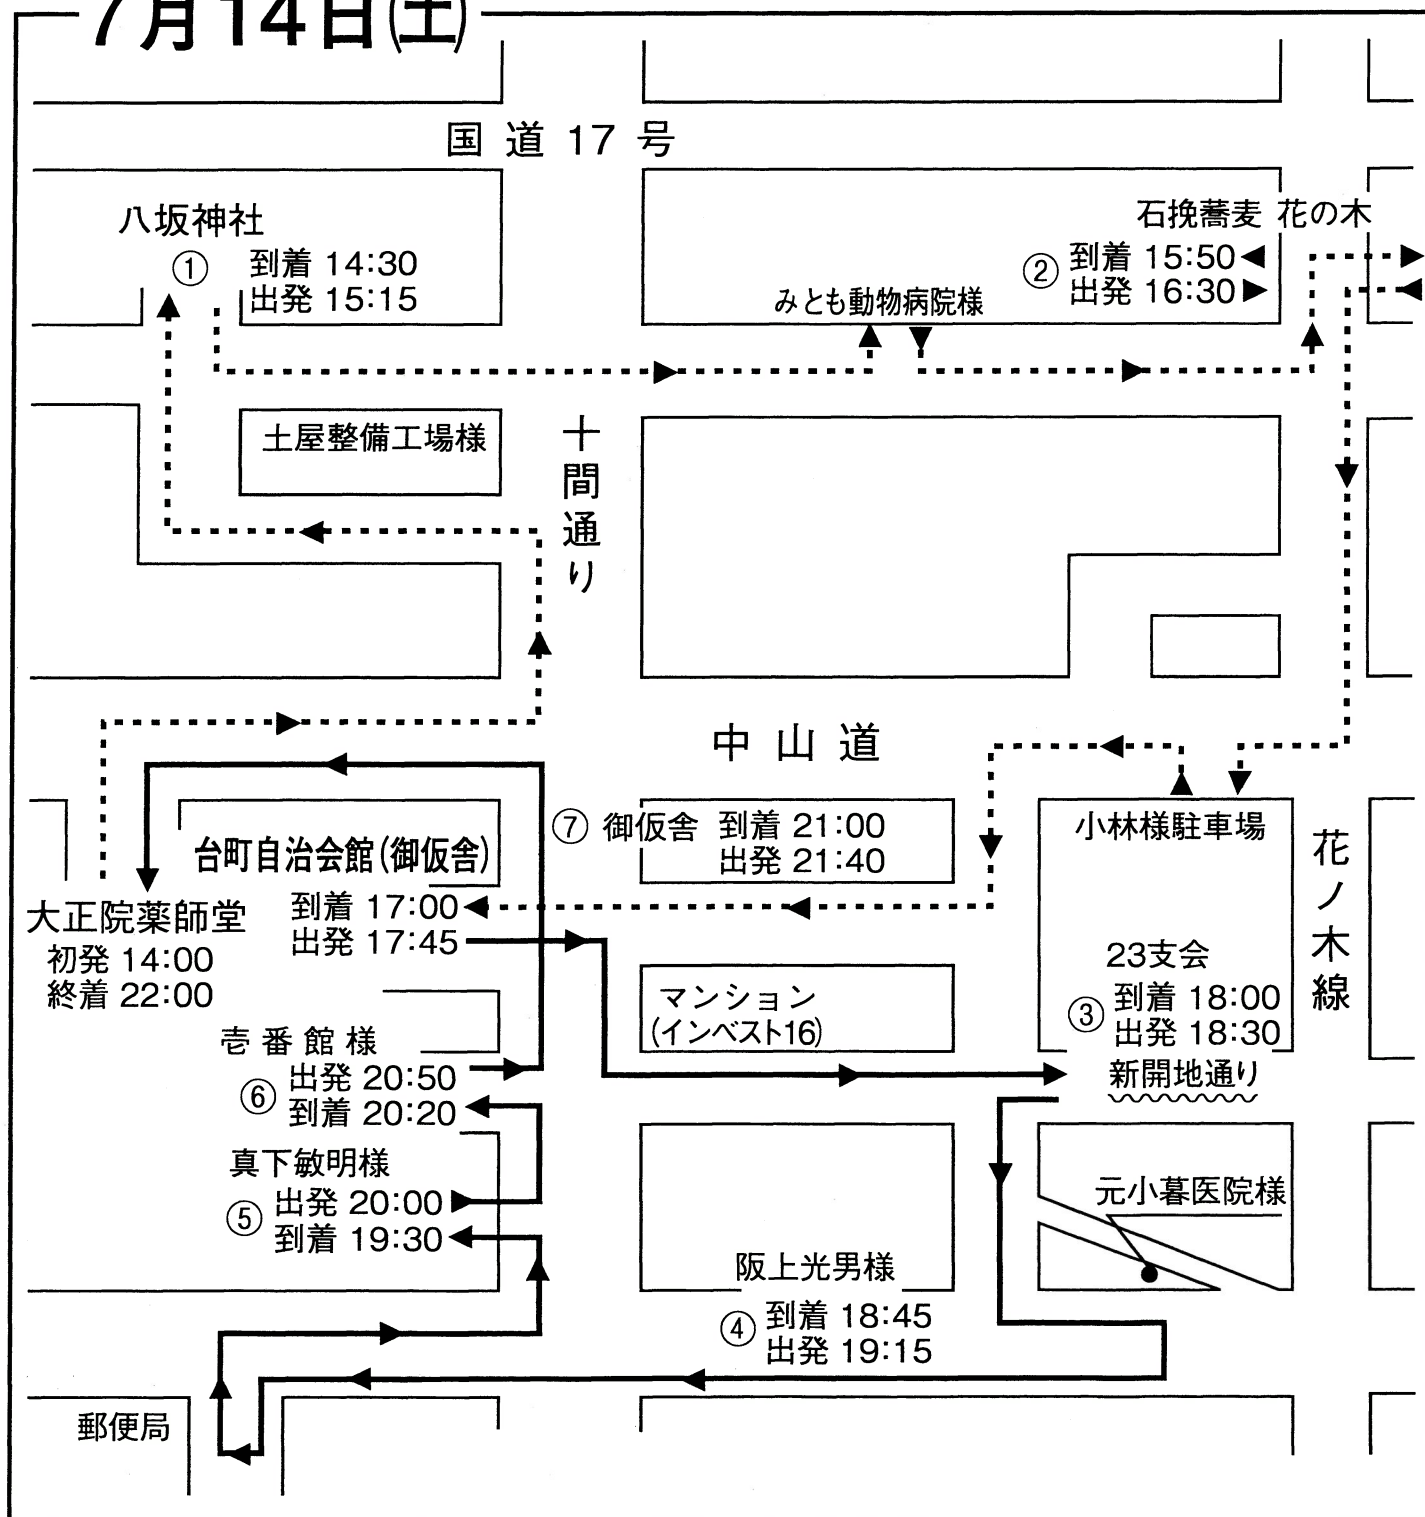 7月14日(土)
国道17号
八坂神社
① 到着 14:30
出発 15:15
石挽蕎麦 花の木
② 到着 15:50
出発 16:30
みとも動物病院様
土屋整備工場様
十間通り
中山道
⑦ 御仮舎 到着 21:00
出発 21:40
小林様駐車場
花ノ木線
台町自治会館(御仮舎)
到着 17:00
出発 17:45
大正院薬師堂
初発 14:00
終着 22:00
マンション
(インベスト16)
23支会
③ 到着 18:00
出発 18:30
新開地通り
壱番館様
⑥ 出発 20:50
到着 20:20
真下敏明様
⑤ 出発 20:00
到着 19:30
元小暮医院様
阪上光男様
④ 到着 18:45
出発 19:15
郵便局